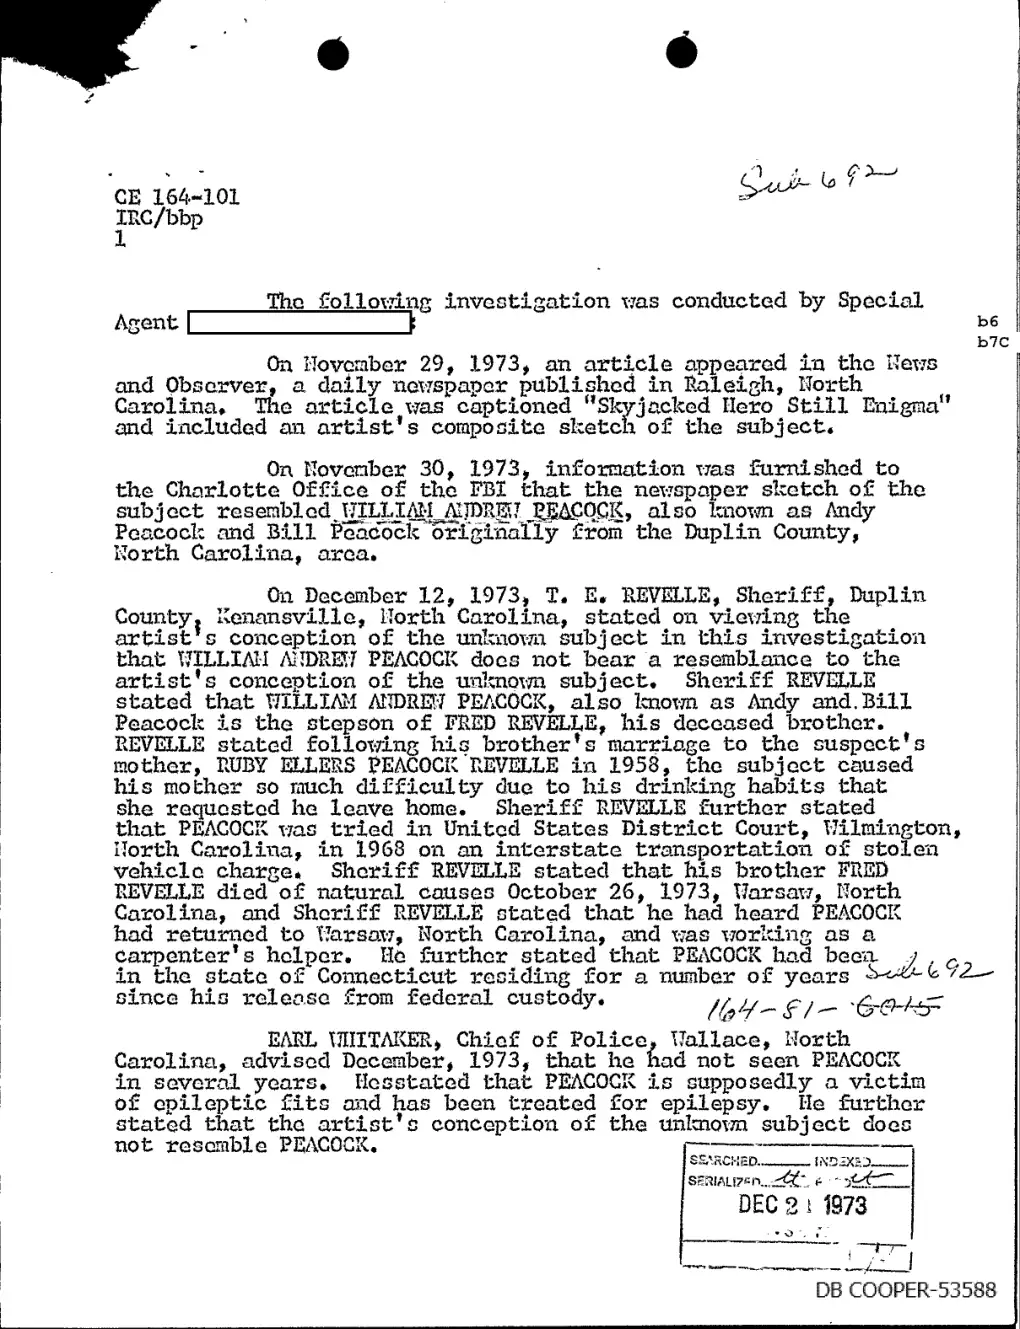 Sub 692
CE 164-101
IRC/bbp
1
The following investigation was conducted by Special
Agent :
b6
b7C
On November 29, 1973, an article appeared in the News
and Observer, a daily newspaper published in Raleigh, North
Carolina. The article was captioned "Skyjacked Hero Still Enigma"
and included an artist's composite sketch of the subject.
On November 30, 1973, information was furnished to
the Charlotte Office of the FBI that the newspaper sketch of the
subject resembled WILLIAM ANDREW PEACOCK, also known as Andy
Peacock and Bill Peacock originally from the Duplin County,
North Carolina, area.
On December 12, 1973, T. E. REVELLE, Sheriff, Duplin
County, Kenansville, North Carolina, stated on viewing the
artist's conception of the unknown subject in this investigation
that WILLIAM ANDREW PEACOCK does not bear a resemblance to the
artist's conception of the unknown subject. Sheriff REVELLE
stated that WILLIAM ANDREW PEACOCK, also known as Andy and.Bill
Peacock is the stepson of FRED REVELLE, his deceased brother.
REVELLE stated following his brother's marriage to the suspect's
mother, RUBY ELLERS PEACOCK REVELLE in 1958, the subject caused
his mother so much difficulty due to his drinking habits that
she requested he leave home. Sheriff REVELLE further stated
that PEACOCK was tried in United States District Court, Wilmington,
North Carolina, in 1968 on an interstate transportation of stolen
vehicle charge. Sheriff REVELLE stated that his brother FRED
REVELLE died of natural causes October 26, 1973, Warsaw, North
Carolina, and Sheriff REVELLE stated that he had heard PEACOCK
had returned to Warsaw, North Carolina, and was working as a
carpenter's helper. He further stated that PEACOCK had been
in the state of Connecticut residing for a number of years Sub 692
since his release from federal custody.
164-81-6015
EARL WHITAKER, Chief of Police, Wallace, North
Carolina, advised December, 1973, that he had not seen PEACOCK
in several years. Hesstated that PEACOCK is supposedly a victim
of epileptic fits and has been treated for epilepsy. He further
stated that the artist's conception of the unknown subject does
not resemble PEACOCK.
SEARCHED INDEXED
SERIALIZED
DEC 21 1973
DB COOPER-53588